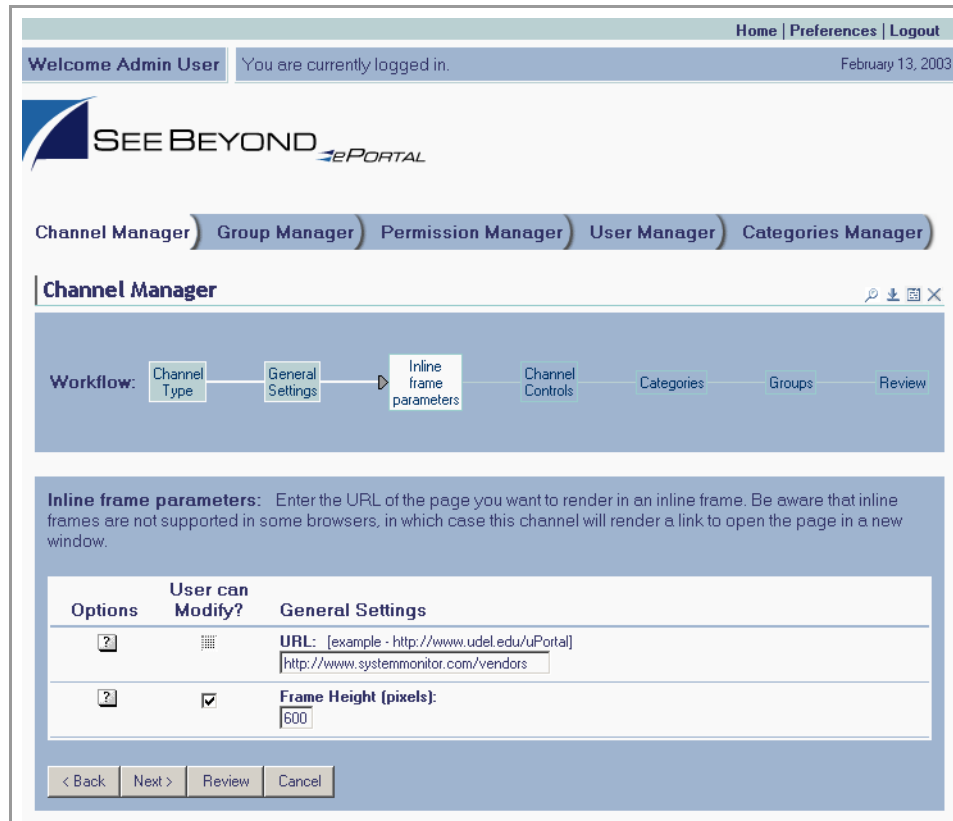 Home | Preferences | Logout
Welcome Admin User You are currently logged in. February 13, 2003
SEE BEYOND ePORTAL
Channel Manager Group Manager Permission Manager User Manager Categories Manager
Channel Manager
Workflow: Channel Type General Settings Inline frame parameters Channel Controls Categories Groups Review
Inline frame parameters: Enter the URL of the page you want to render in an inline frame. Be aware that inline
frames are not supported in some browsers, in which case this channel will render a link to open the page in a new
window.
Options User can Modify? General Settings
? URL: [example - http://www.udel.edu/uPortal]
http://www.systemmonitor.com/vendors
? Frame Height (pixels):
600
< Back Next > Review Cancel